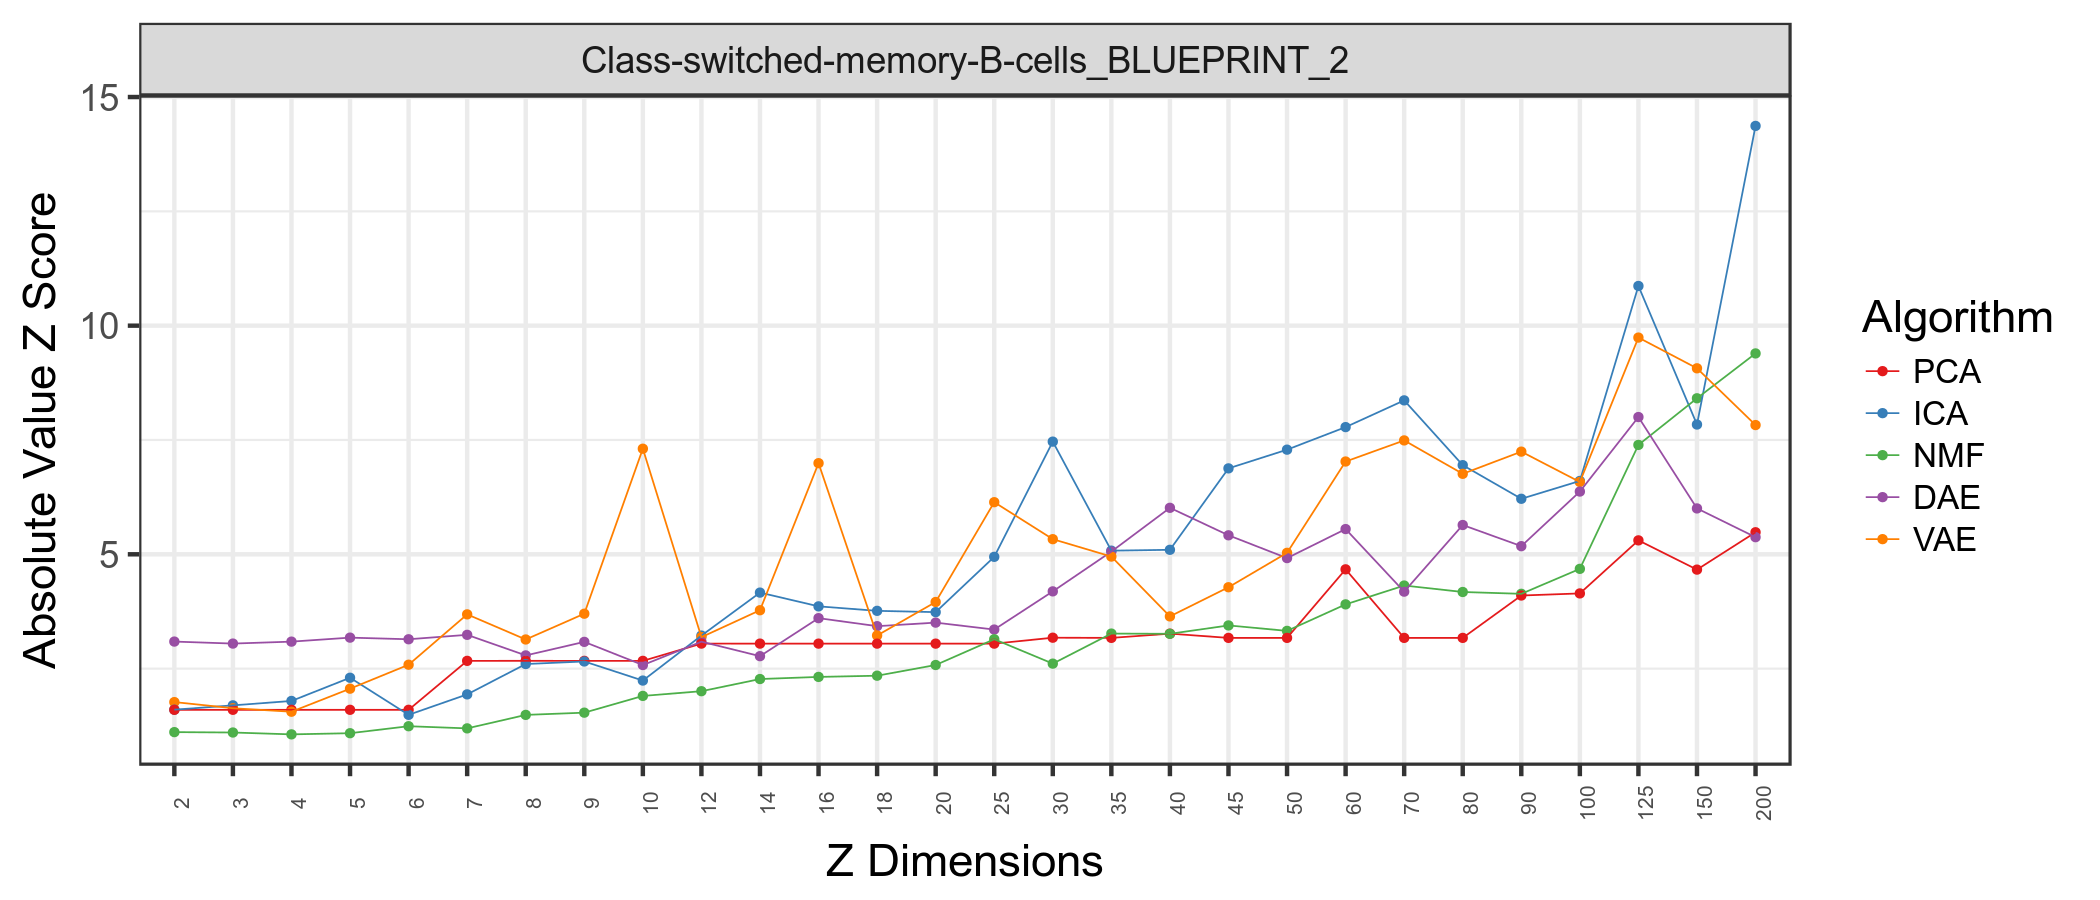 Class-switched-memory-B-cells_BLUEPRINT_2
Absolute Value Z Score
15
10
5
2 3 4 5 6 7 8 9 10 12 14 16 18 20 25 30 35 40 45 50 60 70 80 90 100 125 150 200
Z Dimensions
Algorithm
PCA
ICA
NMF
DAE
VAE